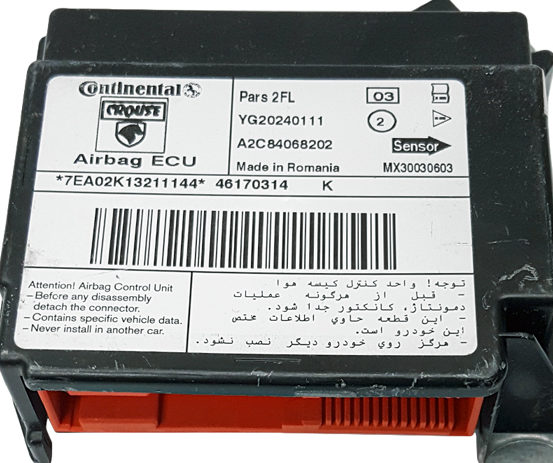 Continental
CROUSE
Airbag ECU
Pars 2FL
03
YG20240111
2
A2C84068202
Sensor
Made in Romania
MX30030603
*7EA02K13211144* 46170314 K
Attention! Airbag Control Unit
– Before any disassembly
detach the connector.
– Contains specific vehicle data.
– Never install in another car.
توجه! واحد کنترل کیسه هوا
- قبل از هرگونه عملیات
دمونتاژ، کانکتور جدا شود.
- این قطعه حاوي اطلاعات مختص
این خودرو است.
- هرگز روي خودرو دیگر نصب نشود.